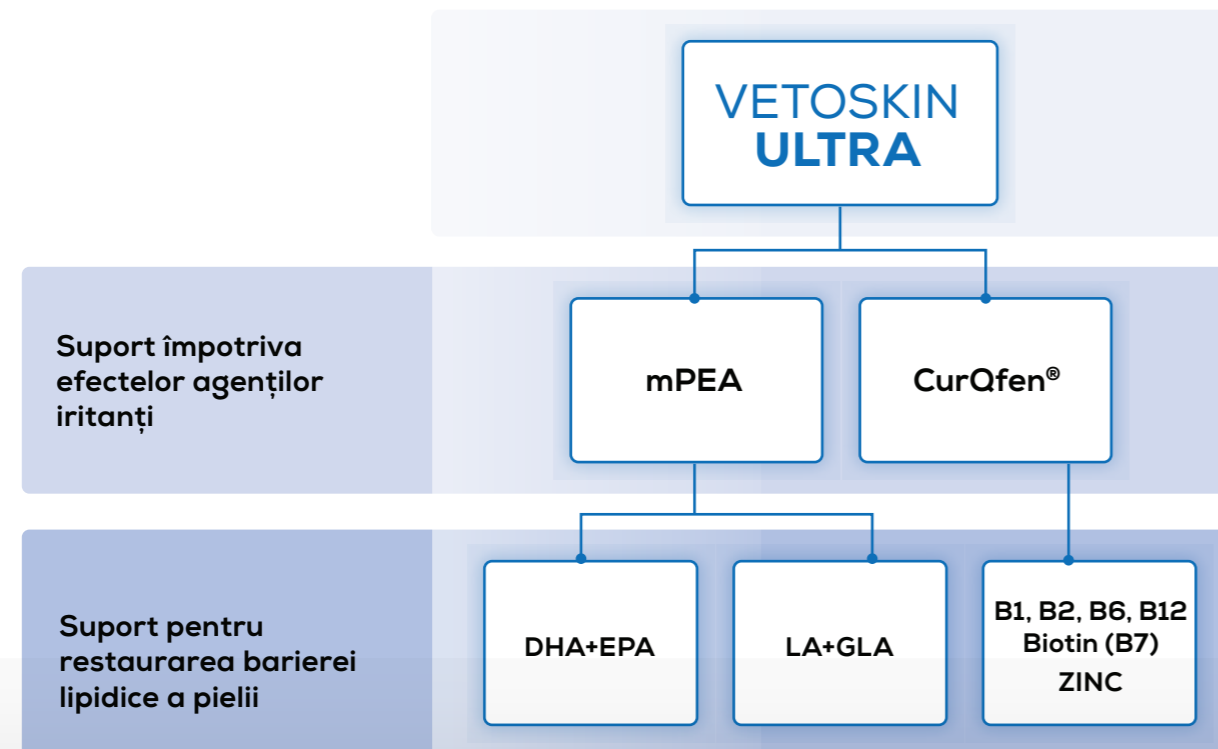 VETOSKIN
ULTRA
Suport împotriva
efectelor agenților
iritanți
mPEA
CurQfen®
Suport pentru
restaurarea barierei
lipidice a pielii
DHA+EPA
LA+GLA
B1, B2, B6, B12
Biotin (B7)
ZINC